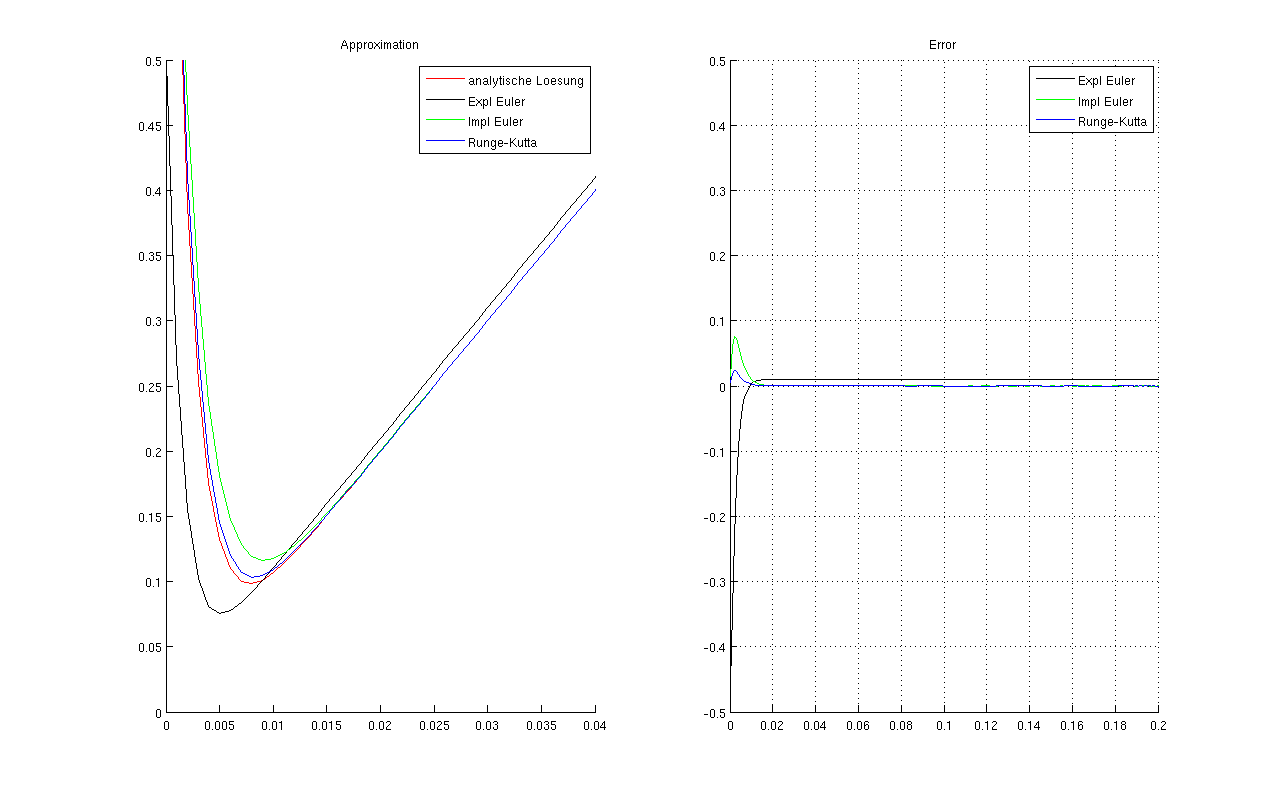 Approximation
0.5
0.45
0.4
0.35
0.3
0.25
0.2
0.15
0.1
0.05
0
0 0.005 0.01 0.015 0.02 0.025 0.03 0.035 0.04
analytische Loesung
Expl Euler
Impl Euler
Runge-Kutta
Error
0.5
0.4
0.3
0.2
0.1
0
-0.1
-0.2
-0.3
-0.4
-0.5
0 0.02 0.04 0.06 0.08 0.1 0.12 0.14 0.16 0.18 0.2
Expl Euler
Impl Euler
Runge-Kutta